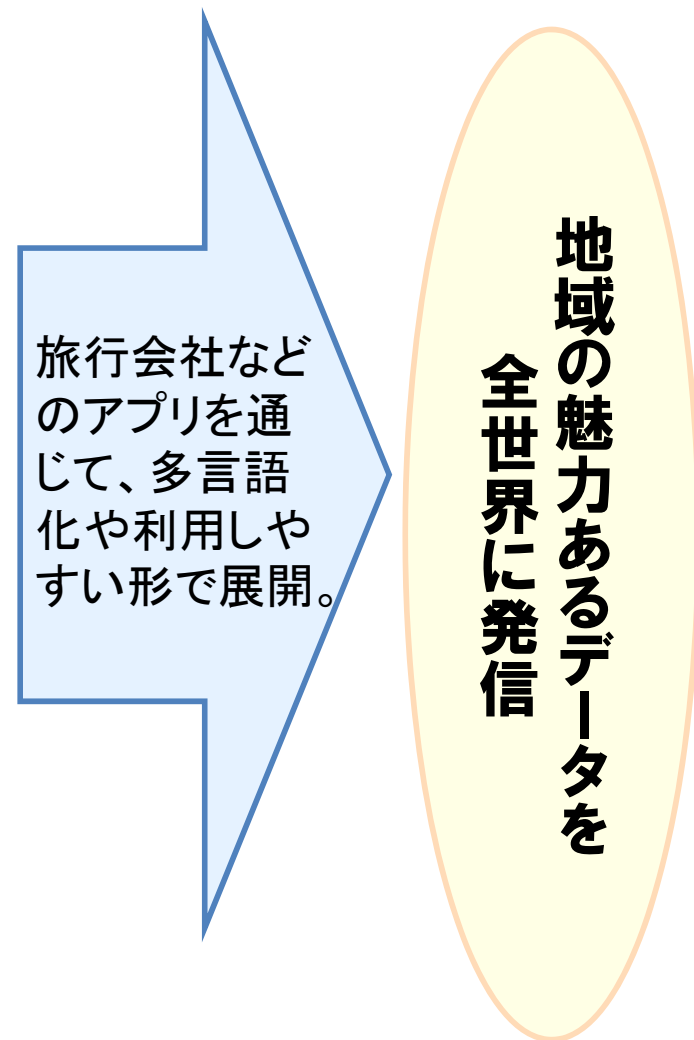 旅行会社など
のアプリを通
じて、多言語
化や利用しや
すい形で展開。
地域の魅力あるデータを
全世界に発信